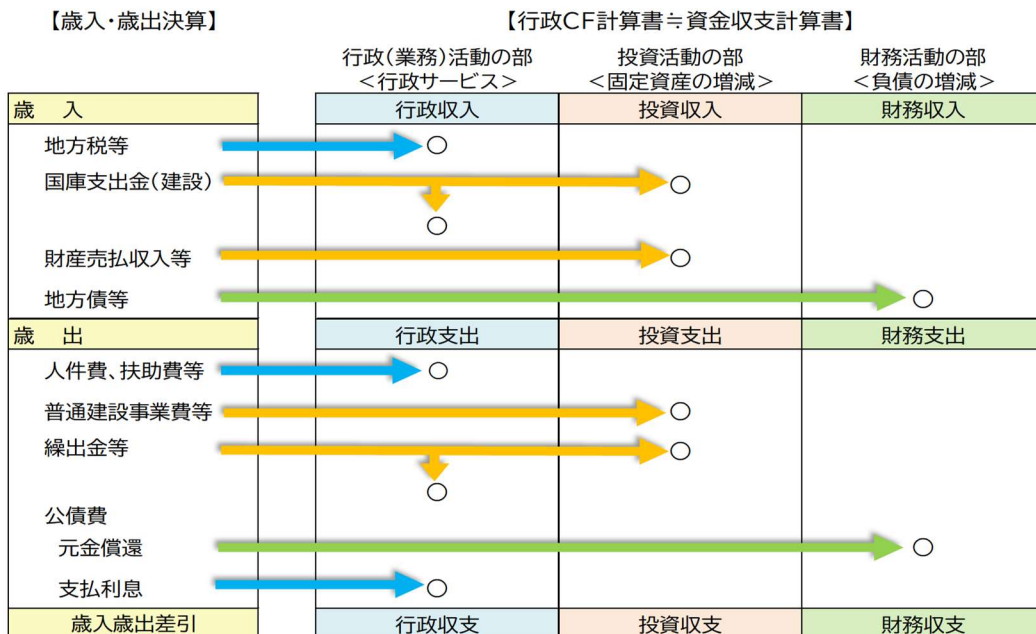 【歳入・歳出決算】
【行政CF計算書≒資金収支計算書】
行政(業務)活動の部
<行政サービス>
投資活動の部
<固定資産の増減>
財務活動の部
<負債の増減>
歳 入
行政収入
投資収入
財務収入
地方税等
国庫支出金(建設)
財産売払収入等
地方債等
歳 出
行政支出
投資支出
財務支出
人件費、扶助費等
普通建設事業費等
繰出金等
公債費
元金償還
支払利息
歳入歳出差引
行政収支
投資収支
財務収支